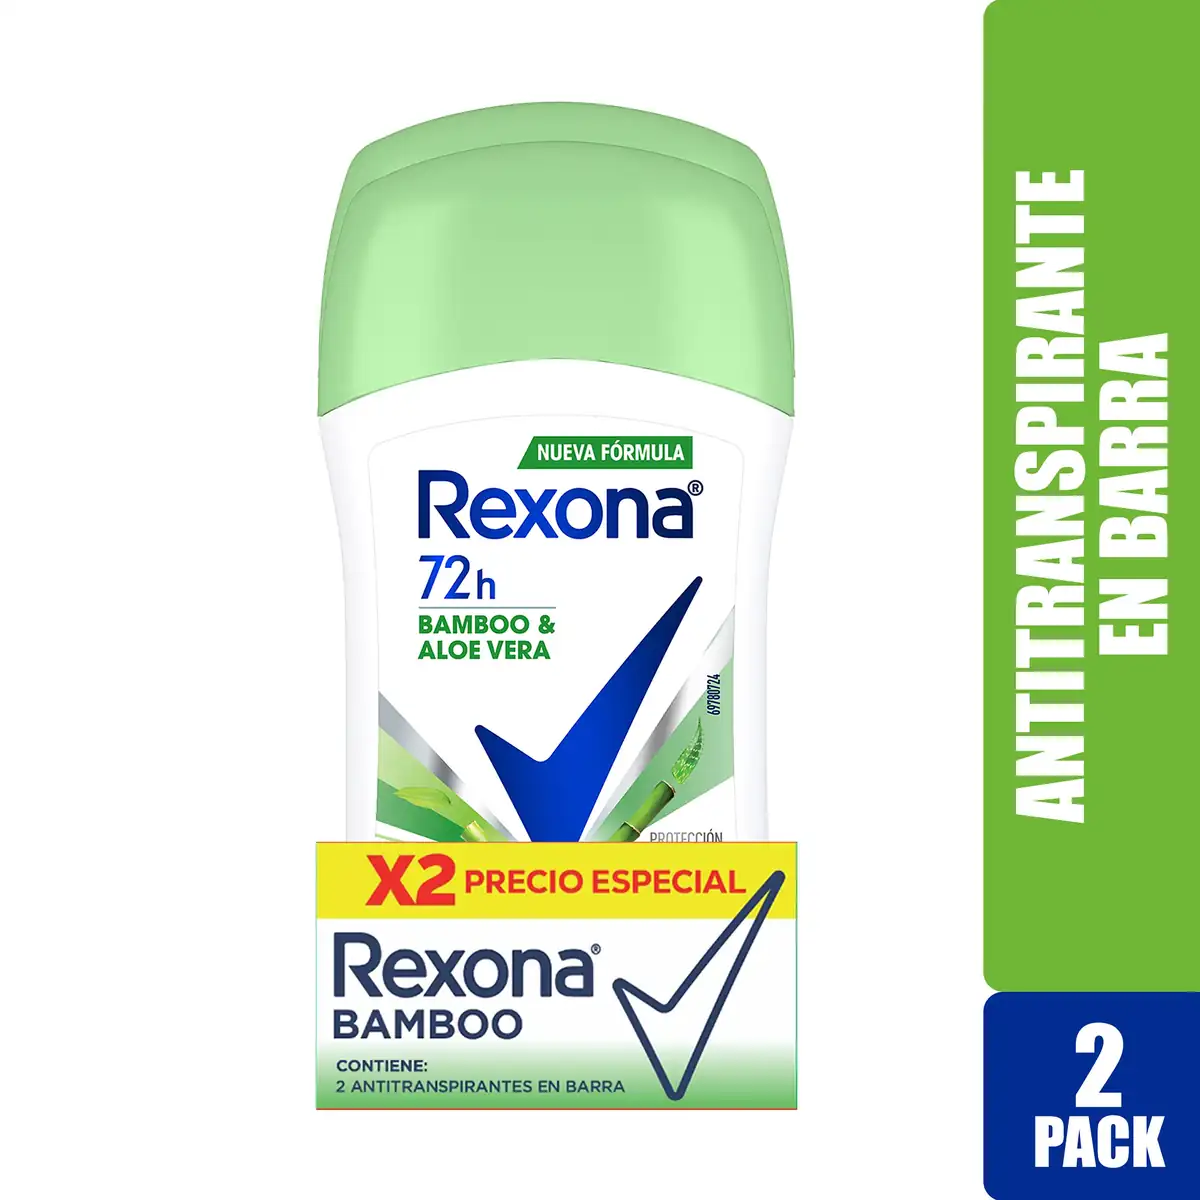 NUEVA FÓRMULA
Rexona®
72h
BAMBOO &
ALOE VERA
69780724
PROTECCIÓN
X2 PRECIO ESPECIAL
Rexona®
BAMBOO
CONTIENE:
2 ANTITRANSPIRANTES EN BARRA
ANTITRANSPIRANTE
EN BARRA
2
PACK